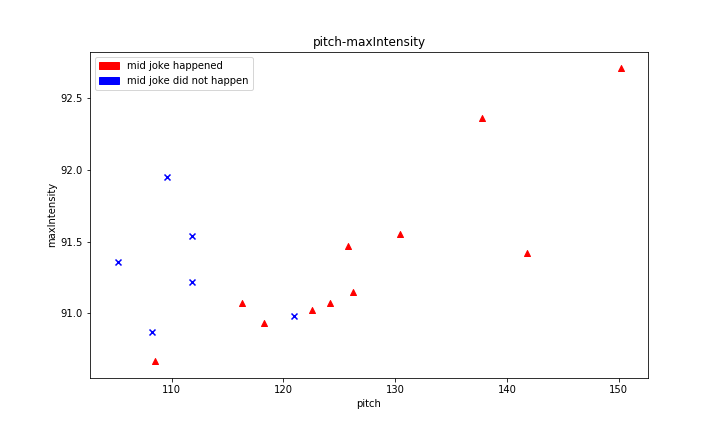 pitch-maxIntensity
mid joke happened
mid joke did not happen
92.5
92.0
91.5
91.0
maxIntensity
110 120 130 140 150
pitch